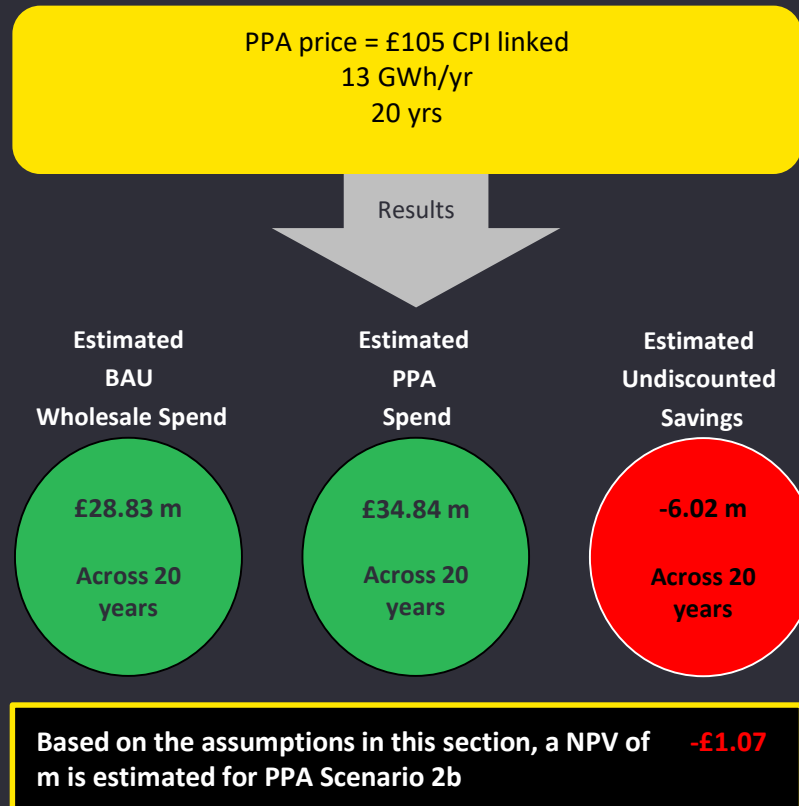 PPA price = £105 CPI linked
13 GWh/yr
20 yrs
Results
Estimated
BAU
Wholesale Spend
Estimated
PPA
Spend
Estimated
Undiscounted
Savings
£28.83 m
Across 20
years
£34.84 m
Across 20
years
-6.02 m
Across 20
years
Based on the assumptions in this section, a NPV of -£1.07
m is estimated for PPA Scenario 2b